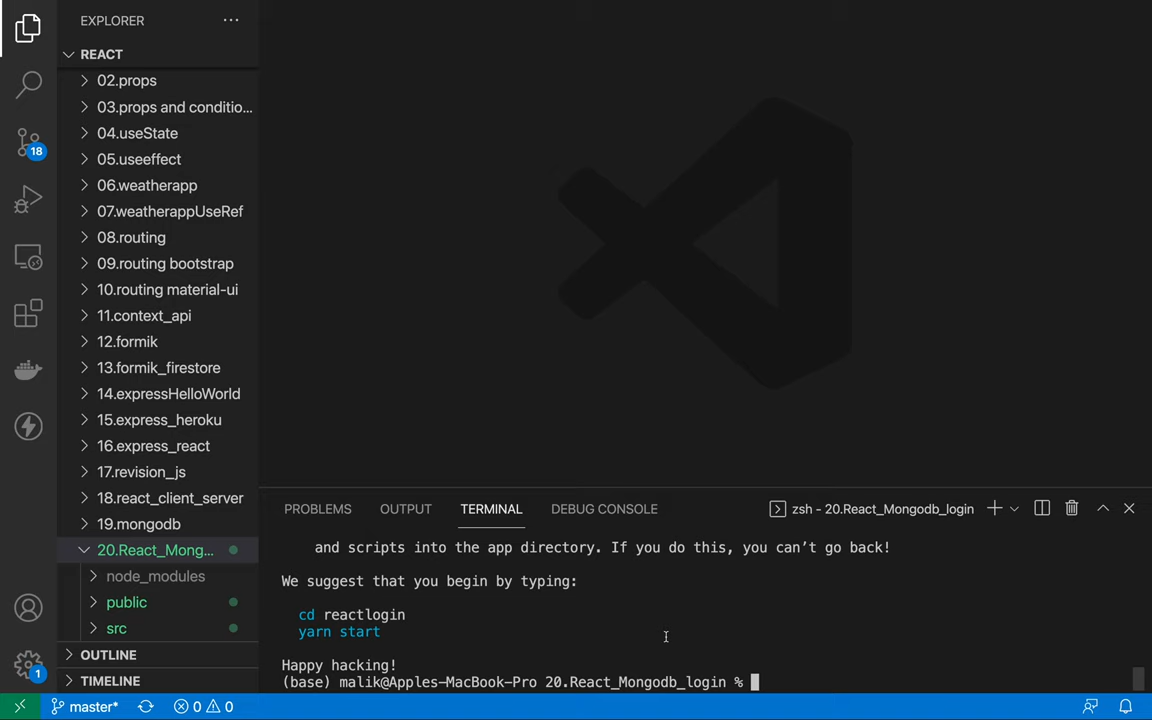 EXPLORER
REACT
02.props
03.props and conditio...
04.useState
05.useeffect
06.weatherapp
07.weatherappUseRef
08.routing
09.routing bootstrap
10.routing material-ui
11.context_api
12.formik
13.formik_firestore
14.expressHelloWorld
15.express_heroku
16.express_react
17.revision_js
18.react_client_server
19.mongodb
20.React_Mong...
node_modules
public
src
OUTLINE
TIMELINE
18
1
PROBLEMS OUTPUT TERMINAL DEBUG CONSOLE zsh - 20.React_Mongodb_login
and scripts into the app directory. If you do this, you can’t go back!
We suggest that you begin by typing:
cd reactlogin
yarn start
Happy hacking!
(base) malik@Apples-MacBook-Pro 20.React_Mongodb_login %
master* 0 0